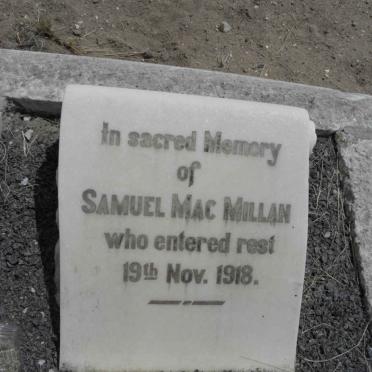 In sacred Memory
of
SAMUEL MAC MILLAN
who entered rest
19th Nov. 1918.